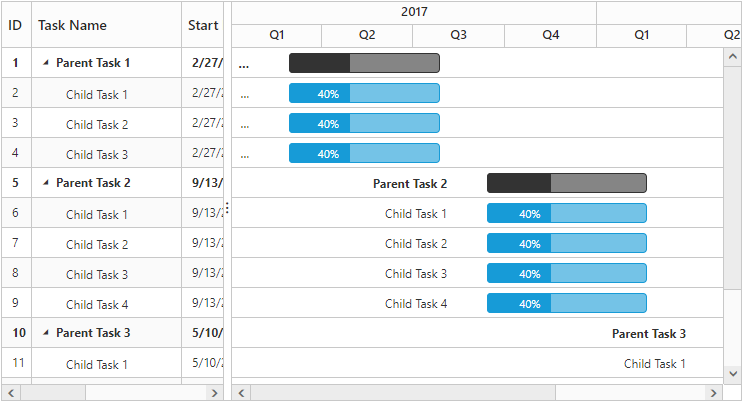 ID Task Name Start 2017
Q1 Q2 Q3 Q4 Q1 Q2
1 Parent Task 1 2/27/ ...
2 Child Task 1 2/27/2 ... 40%
3 Child Task 2 2/27/2 ... 40%
4 Child Task 3 2/27/2 ... 40%
5 Parent Task 2 9/13/ Parent Task 2
6 Child Task 1 9/13/2 Child Task 1 40%
7 Child Task 2 9/13/2 Child Task 2 40%
8 Child Task 3 9/13/2 Child Task 3 40%
9 Child Task 4 9/13/2 Child Task 4 40%
10 Parent Task 3 5/10/ Parent Task 3
11 Child Task 1 5/10/2 Child Task 1